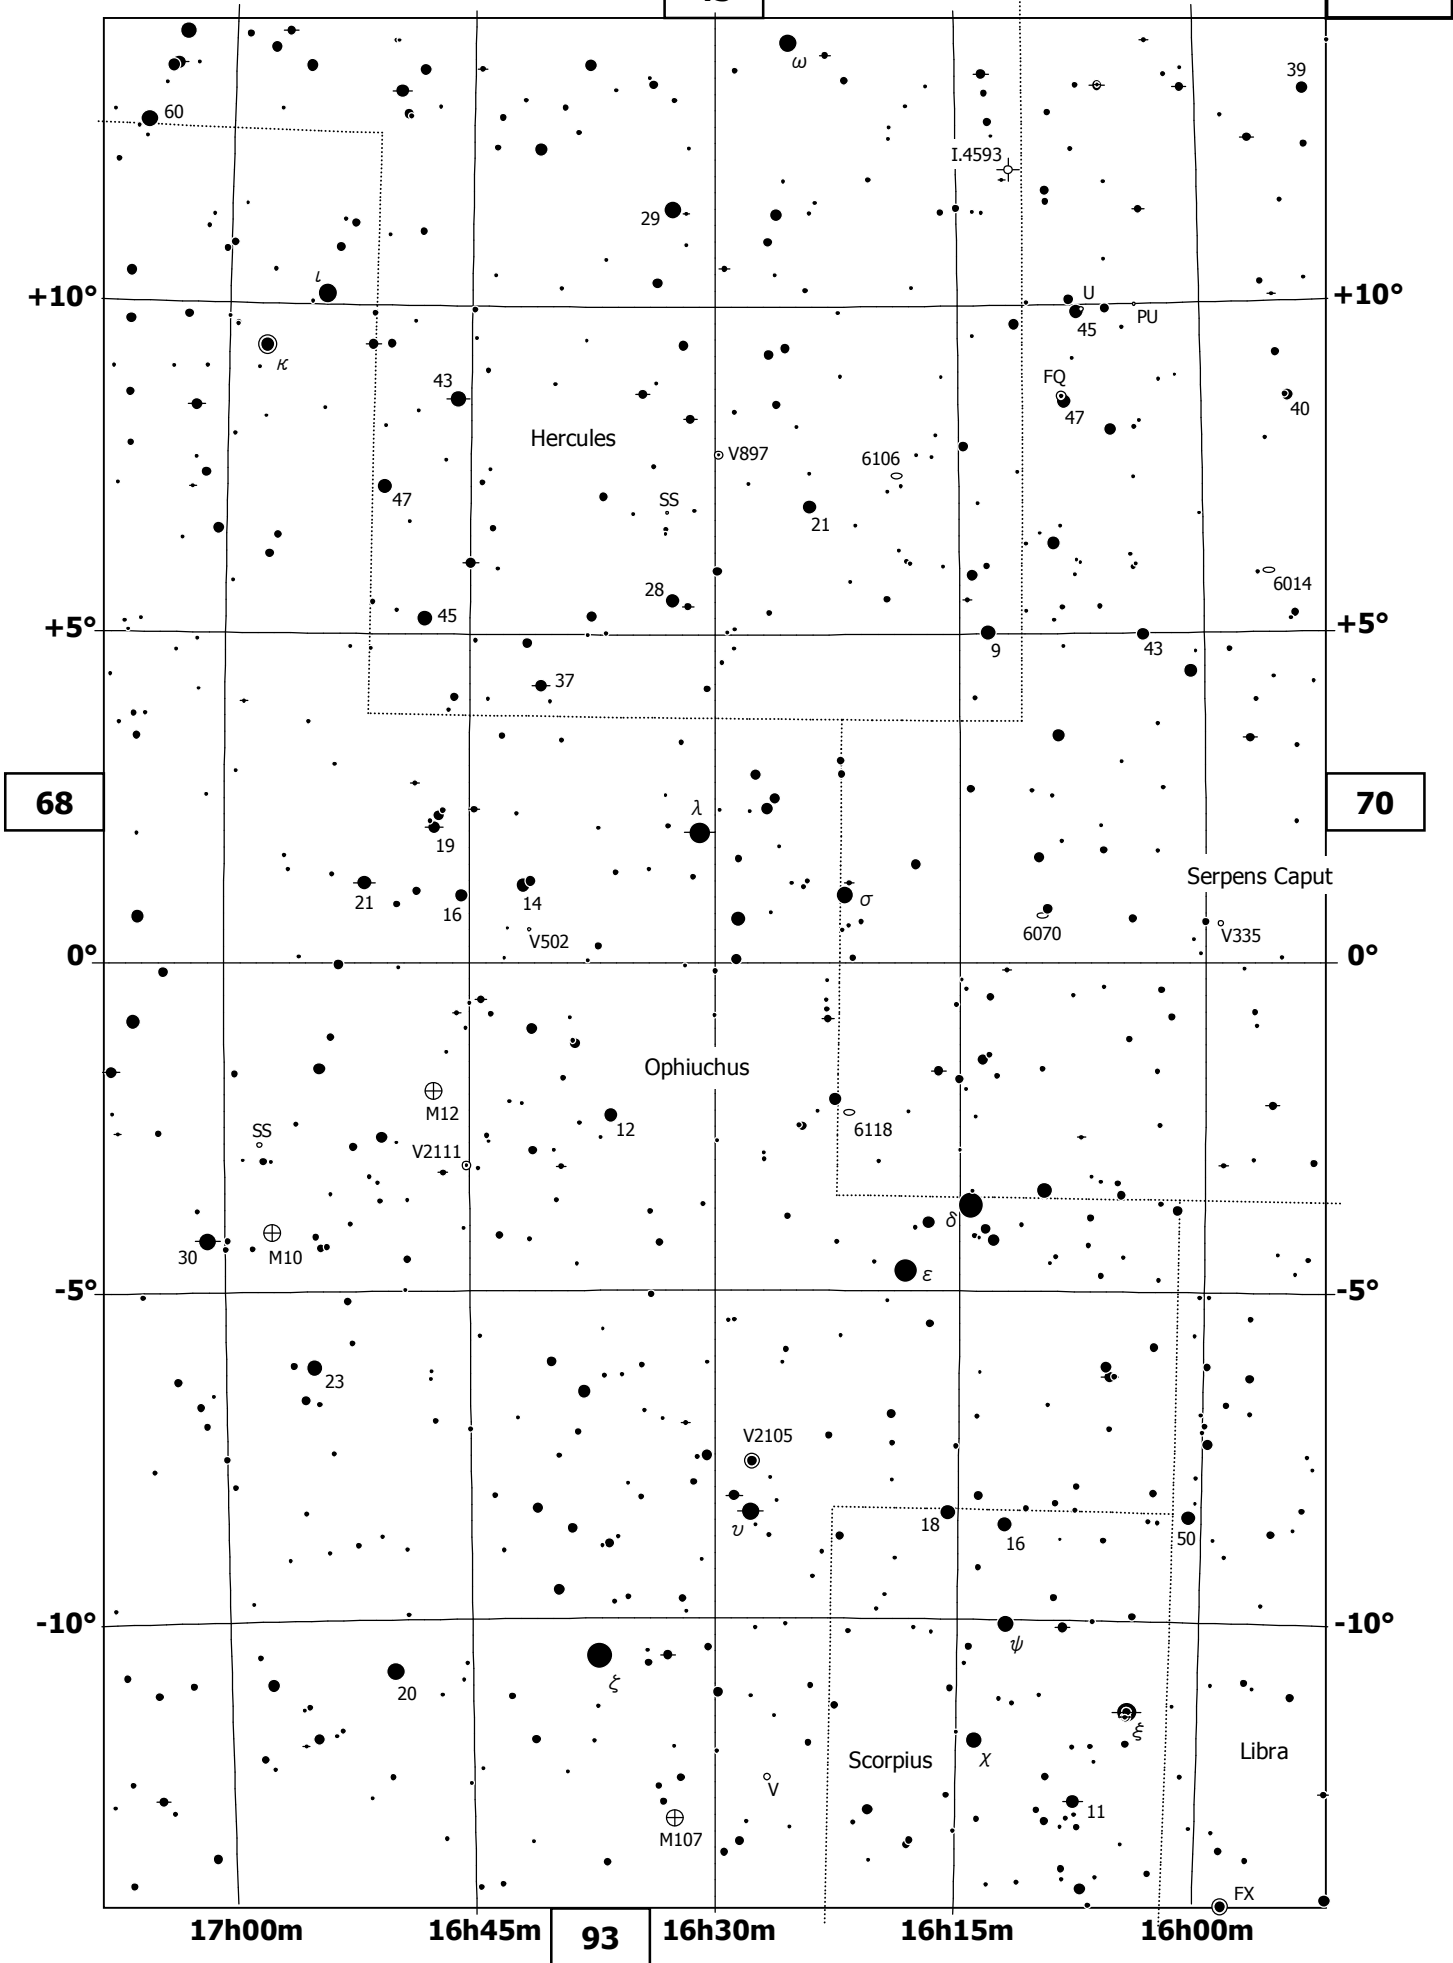 ω
39
60
I.4593
29
ι
+10°
+10°
U
45
PU
κ
43
FQ
47
40
Hercules
V897
6106
47
SS
21
28
6014
45
+5°
+5°
9
43
37
68
70
λ
19
Serpens Caput
21
16
14
σ
V502
6070
V335
0°
0°
Ophiuchus
M12
12
6118
SS
V2111
δ
30
M10
ε
-5°
-5°
23
V2105
υ
18
16
50
-10°
-10°
ψ
ζ
20
ξ
Scorpius
χ
Libra
V
11
M107
FX
17h00m
16h45m
93
16h30m
16h15m
16h00m